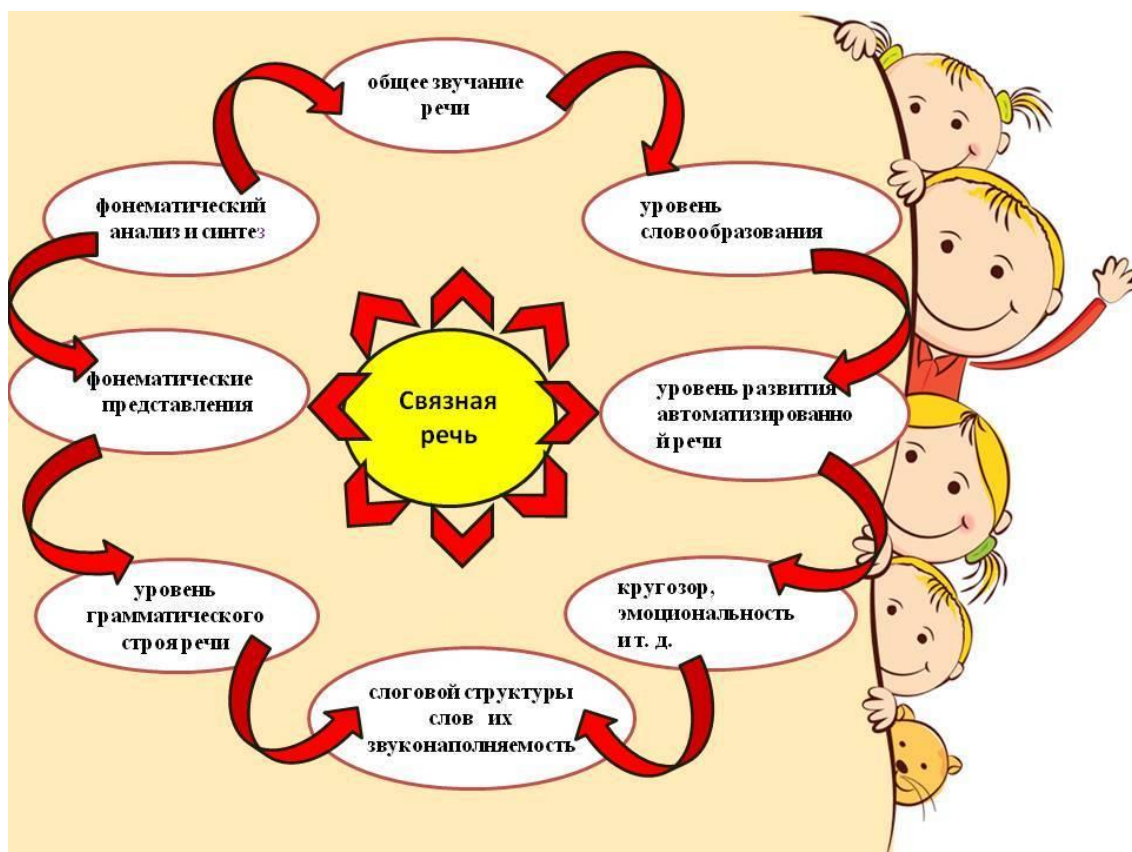 общее звучание
речи
фонематический
анализ и синтез
уровень
словообразования
фонематические
представления
Связная
речь
уровень развития
автоматизированно
й речи
уровень
грамматического
строя речи
кругозор,
эмоциональность
и т. д.
слоговой структуры
слов их
звуконаполняемость